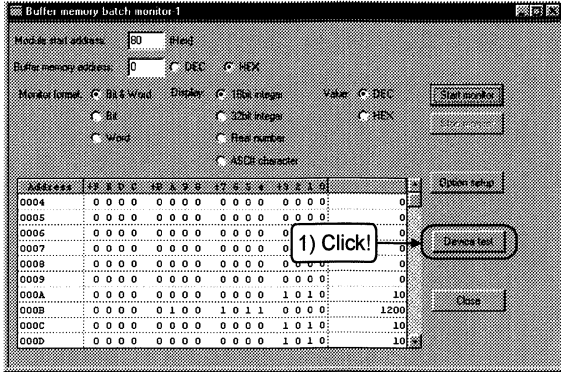 Buffer memory batch monitor-1
Module start address: 80 (Hex)
Buffer memory address: 0 DEC HEX
Monitor format: Bit & Word Display: 16bit integer Value: DEC Start monitor
Bit 32bit integer HEX
Word Real number
ASCII character
Address +F E D C +B A 9 8 +7 6 5 4 +3 2 1 0 Option setup
0004 0 0 0 0 0 0 0 0 0 0 0 0 0 0 0 0 0
0005 0 0 0 0 0 0 0 0 0 0 0 0 0
0006 0 0 0 0 0 0 0 0 0 0 0 0
0007 0 0 0 0 0 0 0 0 0 0 0 0 1) Click! Device test
0008 0 0 0 0 0 0 0 0 0 0 0 0
0009 0 0 0 0 0 0 0 0 0 0 0 0 0 0 0 0 0
000A 0 0 0 0 0 0 0 0 0 0 0 0 1 0 1 0 10
000B 0 0 0 0 0 1 0 0 1 0 1 1 0 0 0 0 1200 Close
000C 0 0 0 0 0 0 0 0 0 0 0 0 1 0 1 0 10
000D 0 0 0 0 0 0 0 0 0 0 0 0 1 0 1 0 10